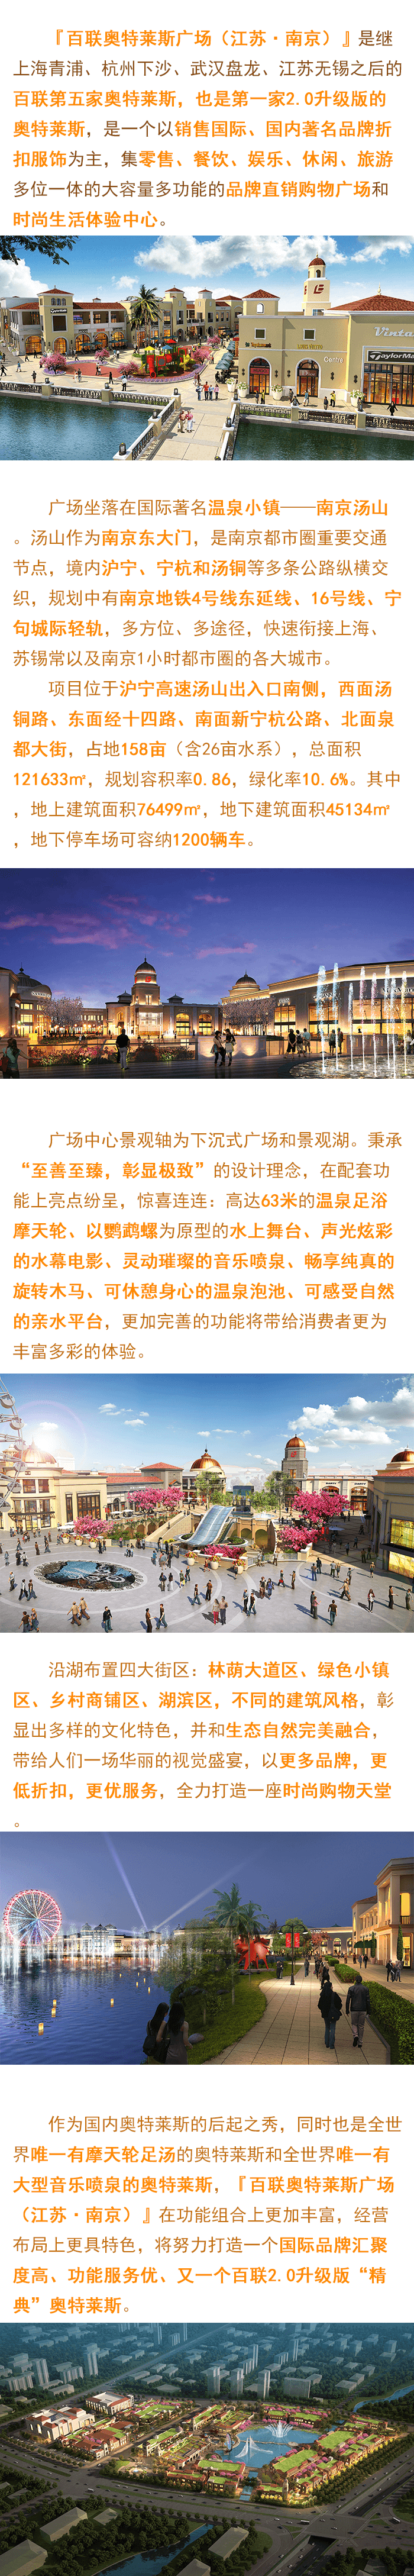 『百联奥特莱斯广场（江苏·南京）』是继
上海青浦、杭州下沙、武汉盘龙、江苏无锡之后的
百联第五家奥特莱斯，也是第一家2.0升级版的
奥特莱斯，是一个以销售国际、国内著名品牌折
扣服饰为主，集零售、餐饮、娱乐、休闲、旅游
多位一体的大容量多功能的品牌直销购物广场和
时尚生活体验中心。
Vinta
TaylorMa
Centre
广场坐落在国际著名温泉小镇——南京汤山
。汤山作为南京东大门，是南京都市圈重要交通
节点，境内沪宁、宁杭和汤铜等多条公路纵横交
织，规划中有南京地铁4号线东延线、16号线、宁
句城际轻轨，多方位、多途径，快速衔接上海、
苏锡常以及南京1小时都市圈的各大城市。
项目位于沪宁高速汤山出入口南侧，西面汤
铜路、东面经十四路、南面新宁杭公路、北面泉
都大街，占地158亩（含26亩水系），总面积
121633㎡，规划容积率0.86，绿化率10.6%。其中
，地上建筑面积76499㎡，地下建筑面积45134㎡
，地下停车场可容纳1200辆车。
广场中心景观轴为下沉式广场和景观湖。秉承
“至善至臻，彰显极致”的设计理念，在配套功
能上亮点纷呈，惊喜连连：高达63米的温泉足浴
摩天轮、以鹦鹉螺为原型的水上舞台、声光炫彩
的水幕电影、灵动璀璨的音乐喷泉、畅享纯真的
旋转木马、可休憩身心的温泉泡池、可感受自然
的亲水平台，更加完善的功能将带给消费者更为
丰富多彩的体验。
沿湖布置四大街区：林荫大道区、绿色小镇
区、乡村商铺区、湖滨区，不同的建筑风格，彰
显出多样的文化特色，并和生态自然完美融合，
带给人们一场华丽的视觉盛宴，以更多品牌，更
低折扣，更优服务，全力打造一座时尚购物天堂
。
作为国内奥特莱斯的后起之秀，同时也是全世
界唯一有摩天轮足汤的奥特莱斯和全世界唯一有
大型音乐喷泉的奥特莱斯，『百联奥特莱斯广场
（江苏·南京）』在功能组合上更加丰富，经营
布局上更具特色，将努力打造一个国际品牌汇聚
度高、功能服务优、又一个百联2.0升级版“精
典”奥特莱斯。